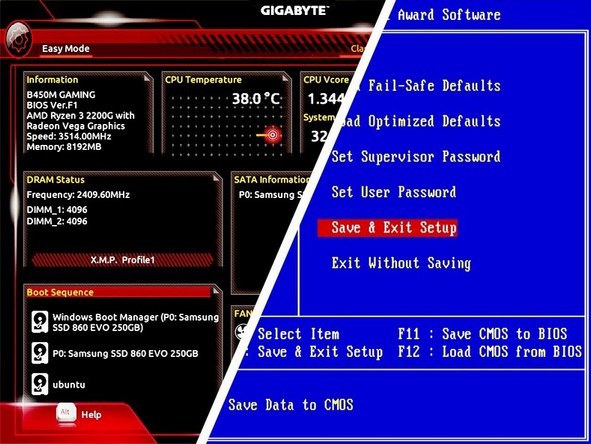 GIGABYTE™
Easy Mode
Information
B450M GAMING
BIOS Ver.F1
AMD Ryzen 3 2200G with
Radeon Vega Graphics
Speed: 3514.00MHz
Memory: 8192MB
CPU Temperature
38.0 °C
CPU Vcore
1.344
System
DRAM Status
Frequency: 2409.60MHz
DIMM_1: 4096
DIMM_2: 4096
X.M.P. Profile1
SATA Information
P0: Samsung S
Boot Sequence
Windows Boot Manager (P0: Samsung
SSD 860 EVO 250GB)
P0: Samsung SSD 860 EVO 250GB
ubuntu
FAN
Alt
Help
Award Software
Fail-Safe Defaults
oad Optimized Defaults
Set Supervisor Password
Set User Password
Save & Exit Setup
Exit Without Saving
Select Item F11 : Save CMOS to BIOS
: Save & Exit Setup F12 : Load CMOS from BIOS
Save Data to CMOS